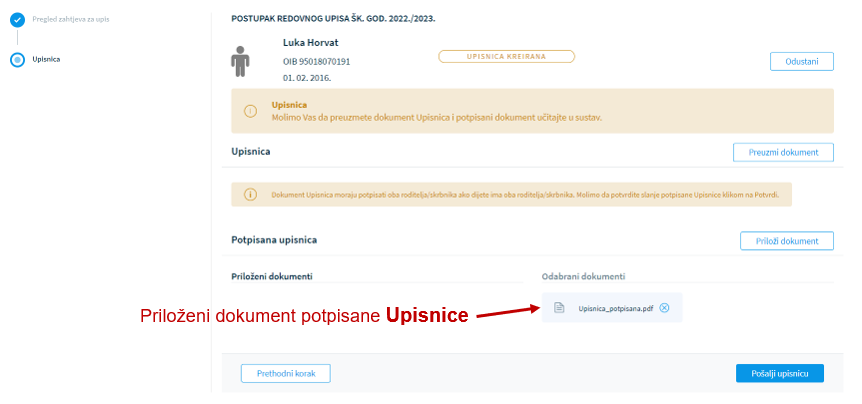 Pregled zahtjeva za upis
Upisnica
POSTUPAK REDOVNOG UPISA ŠK. GOD. 2022./2023.
Luka Horvat
OIB 95018070191
01. 02. 2016.
UPISNICA KREIRANA
Odustani
Upisnica
Molimo Vas da preuzmete dokument Upisnica i potpisani dokument učitajte u sustav.
Upisnica
Preuzmi dokument
Dokument Upisnica moraju potpisati oba roditelja/skrbnika ako dijete ima oba roditelja/skrbnika. Molimo da potvrdite slanje potpisane Upisnice klikom na Potvrdi.
Potpisana upisnica
Priloži dokument
Priloženi dokumenti
Odabrani dokumenti
Upisnica_potpisana.pdf
Priloženi dokument potpisane Upisnice
Prethodni korak
Pošalji upisnicu